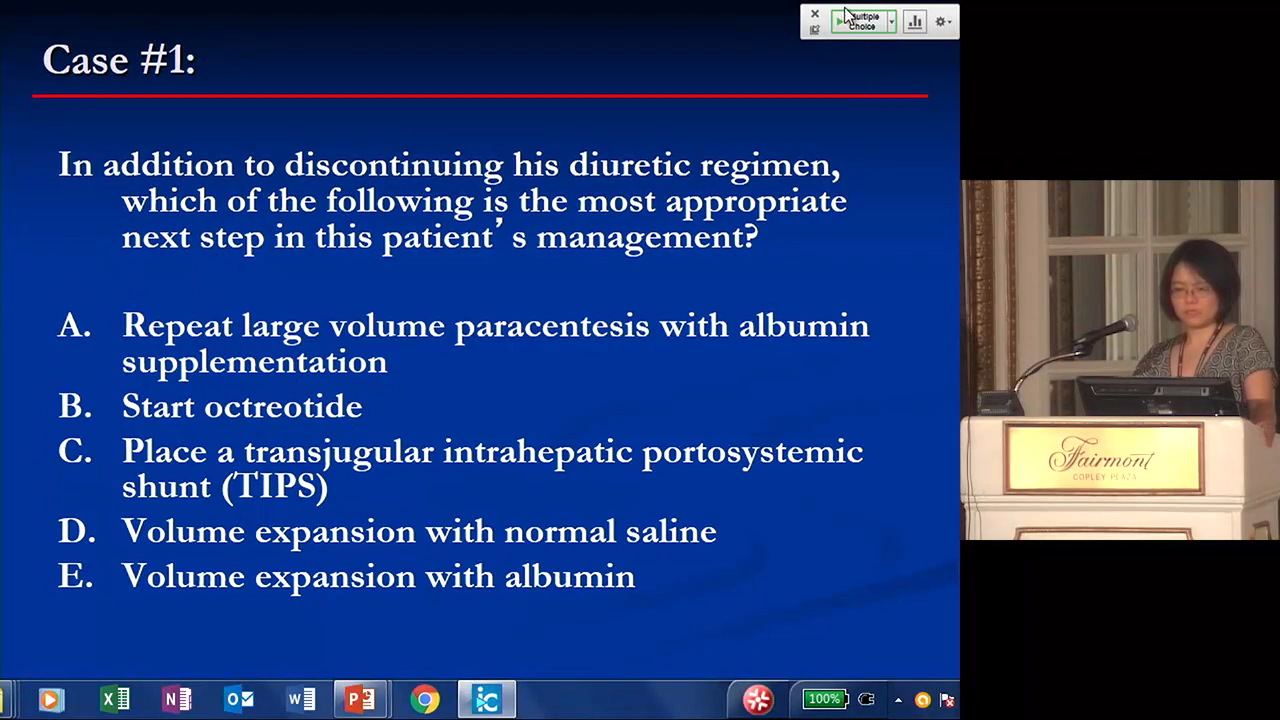 Multiple
Choice
Case #1:
In addition to discontinuing his diuretic regimen,
which of the following is the most appropriate
next step in this patient’s management?
A. Repeat large volume paracentesis with albumin
supplementation
B. Start octreotide
C. Place a transjugular intrahepatic portosystemic
shunt (TIPS)
D. Volume expansion with normal saline
E. Volume expansion with albumin
Fairmont
COPLEY PLAZA
100%